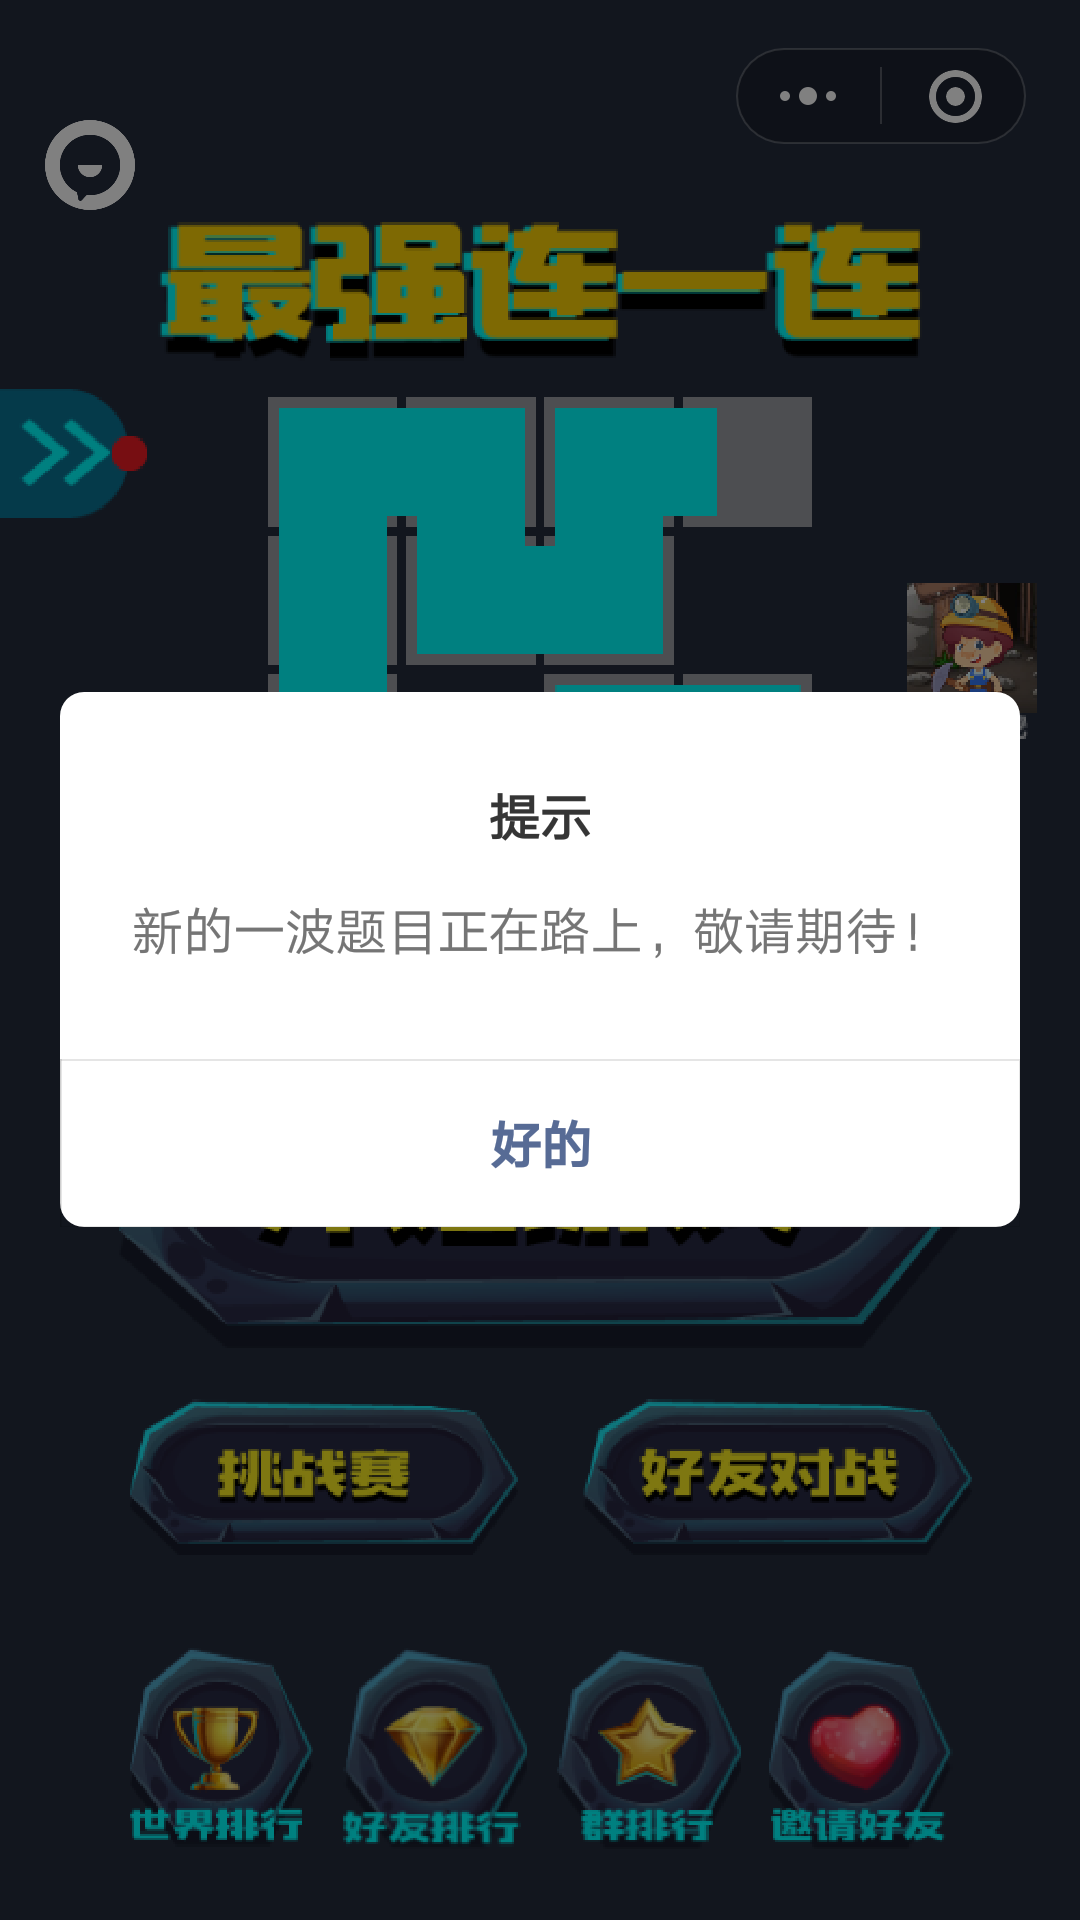 最强连一连
提示
新的一波题目正在路上，敬请期待！
好的
挑战赛
好友对战
世界排行
好友排行
群排行
邀请好友